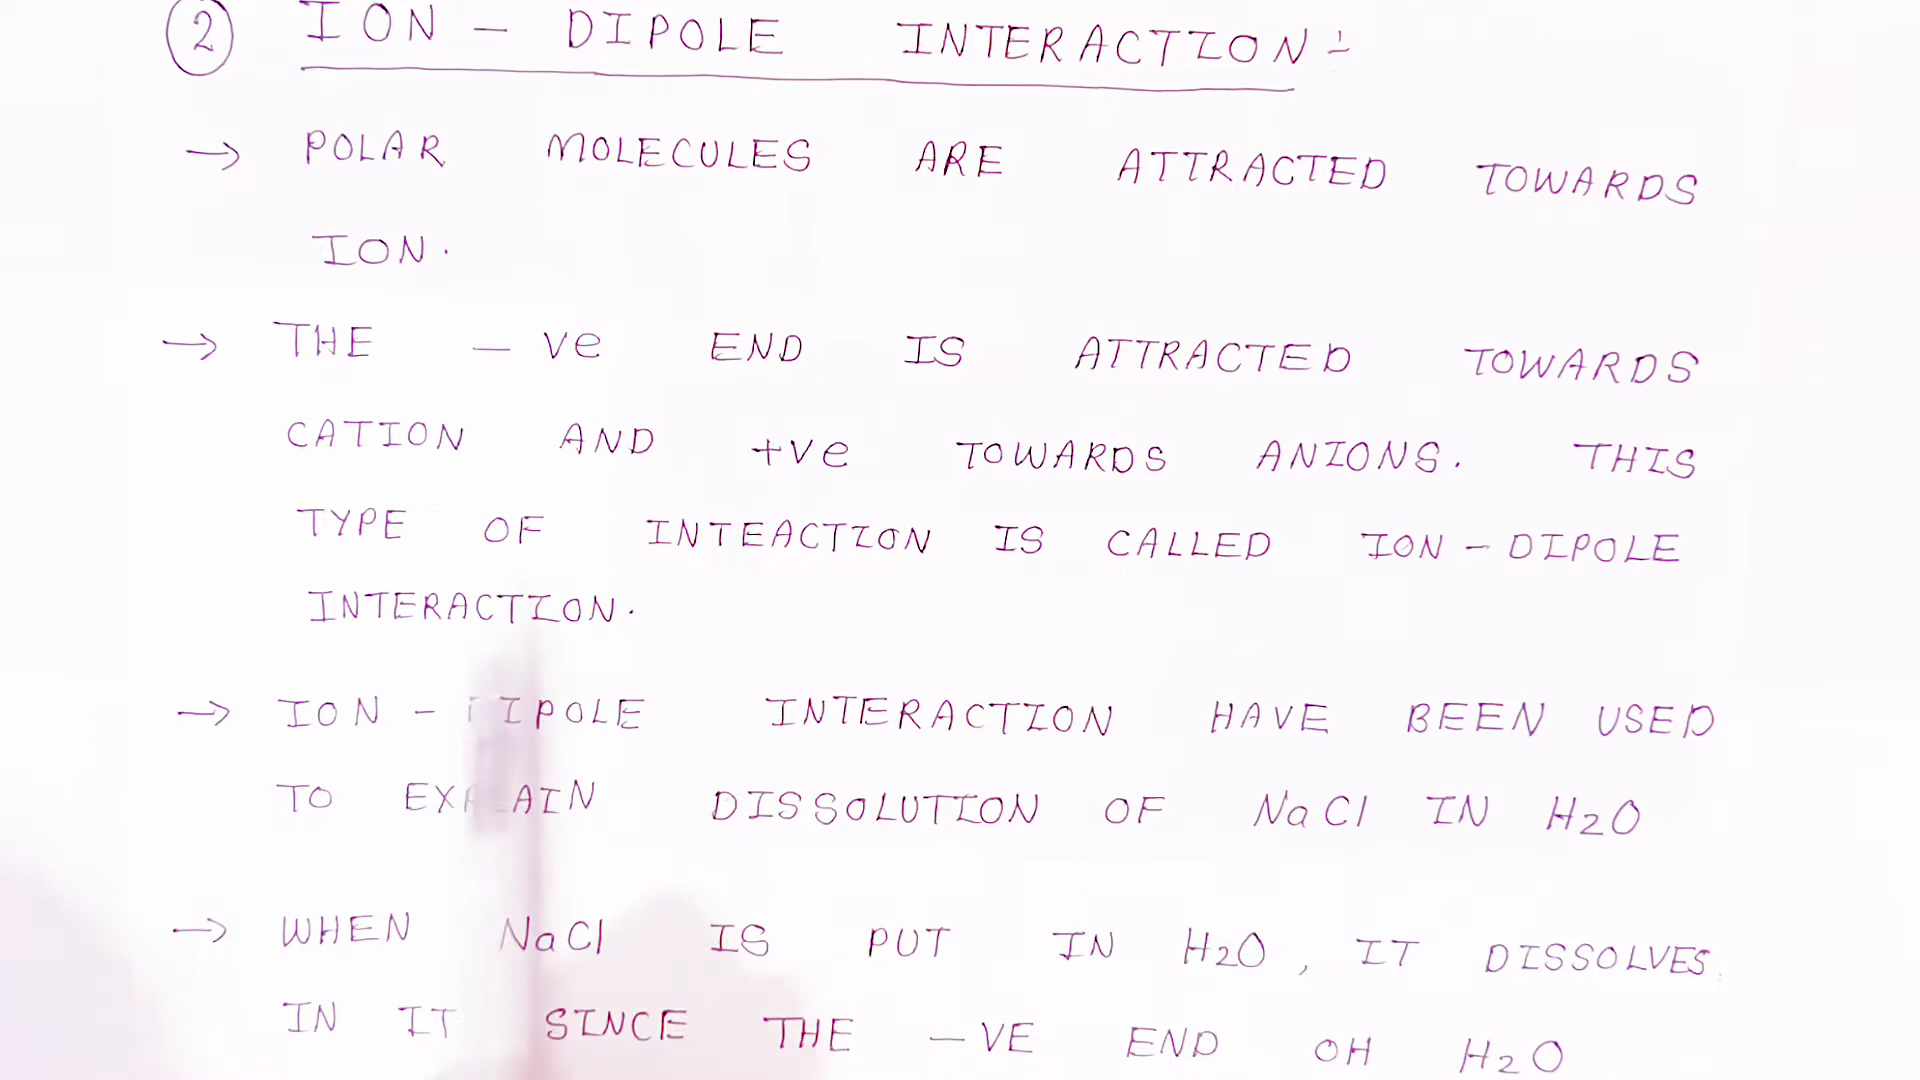 2 ION - DIPOLE INTERACTION :-
→ POLAR MOLECULES ARE ATTRACTED TOWARDS
ION.
→ THE -ve END IS ATTRACTED TOWARDS
CATION AND +ve TOWARDS ANIONS. THIS
TYPE OF INTEACTION IS CALLED ION-DIPOLE
INTERACTION.
→ ION - DIPOLE INTERACTION HAVE BEEN USED
TO EXPLAIN DISSOLUTION OF NaCl IN H2O
→ WHEN NaCl IS PUT IN H2O, IT DISSOLVES
IN IT SINCE THE -VE END OH H2O